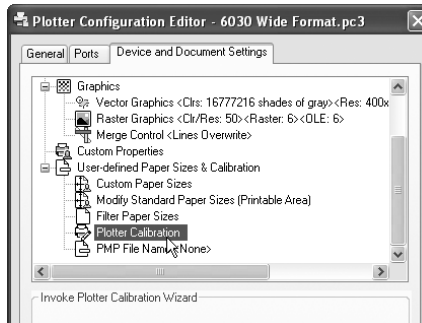 Plotter Configuration Editor - 6030 Wide Format.pc3
General Ports Device and Document Settings
Graphics
Vector Graphics <Clrs: 16777216 shades of gray><Res: 400x
Raster Graphics <Clr/Res: 50><Raster: 6><OLE: 6>
Merge Control <Lines Overwrite>
Custom Properties
User-defined Paper Sizes & Calibration
Custom Paper Sizes
Modify Standard Paper Sizes (Printable Area)
Filter Paper Sizes
Plotter Calibration
PMP File Name <None>
Invoke Plotter Calibration Wizard